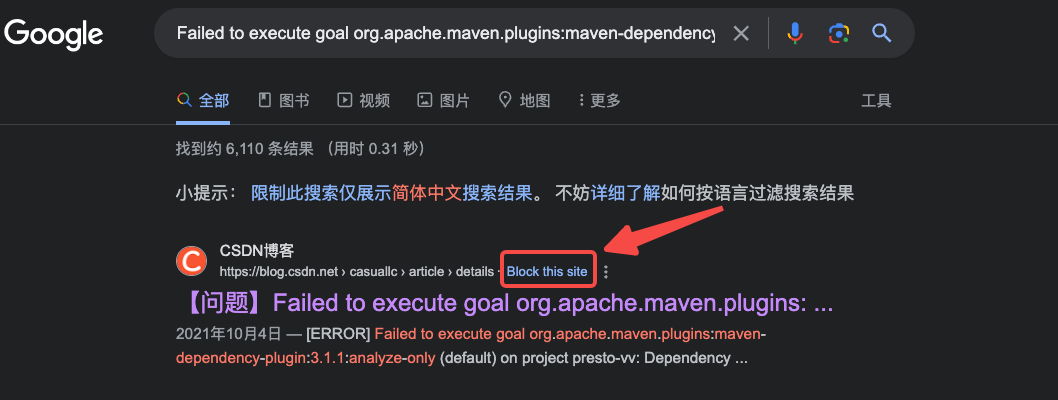 Google
Failed to execute goal org.apache.maven.plugins:maven-dependency
全部 图书 视频 图片 地图 更多 工具
找到约 6,110 条结果 （用时 0.31 秒）
小提示： 限制此搜索仅展示简体中文搜索结果。 不妨详细了解如何按语言过滤搜索结果
C
CSDN博客
https://blog.csdn.net › casuallc › article › details · Block this site
【问题】Failed to execute goal org.apache.maven.plugins: ...
2021年10月4日 — [ERROR] Failed to execute goal org.apache.maven.plugins:maven-
dependency-plugin:3.1.1:analyze-only (default) on project presto-vv: Dependency ...